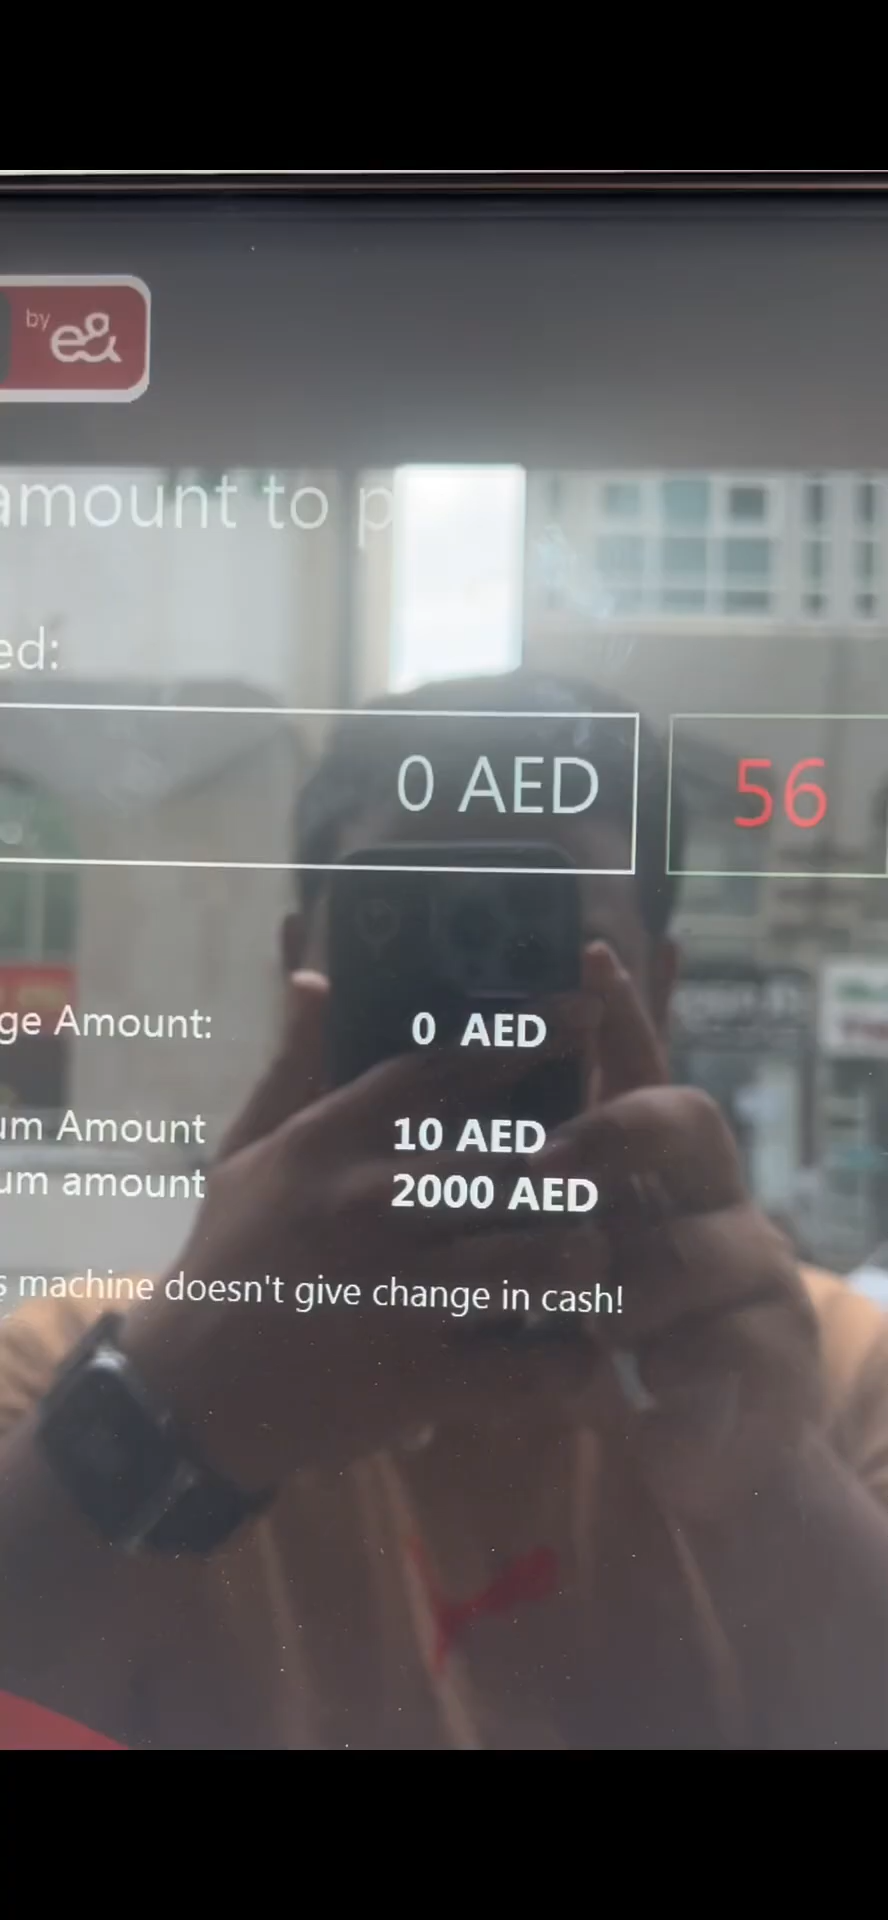 by e&
amount to p
ed:
0 AED
56
ge Amount: 0 AED
um Amount 10 AED
um amount 2000 AED
s machine doesn't give change in cash!